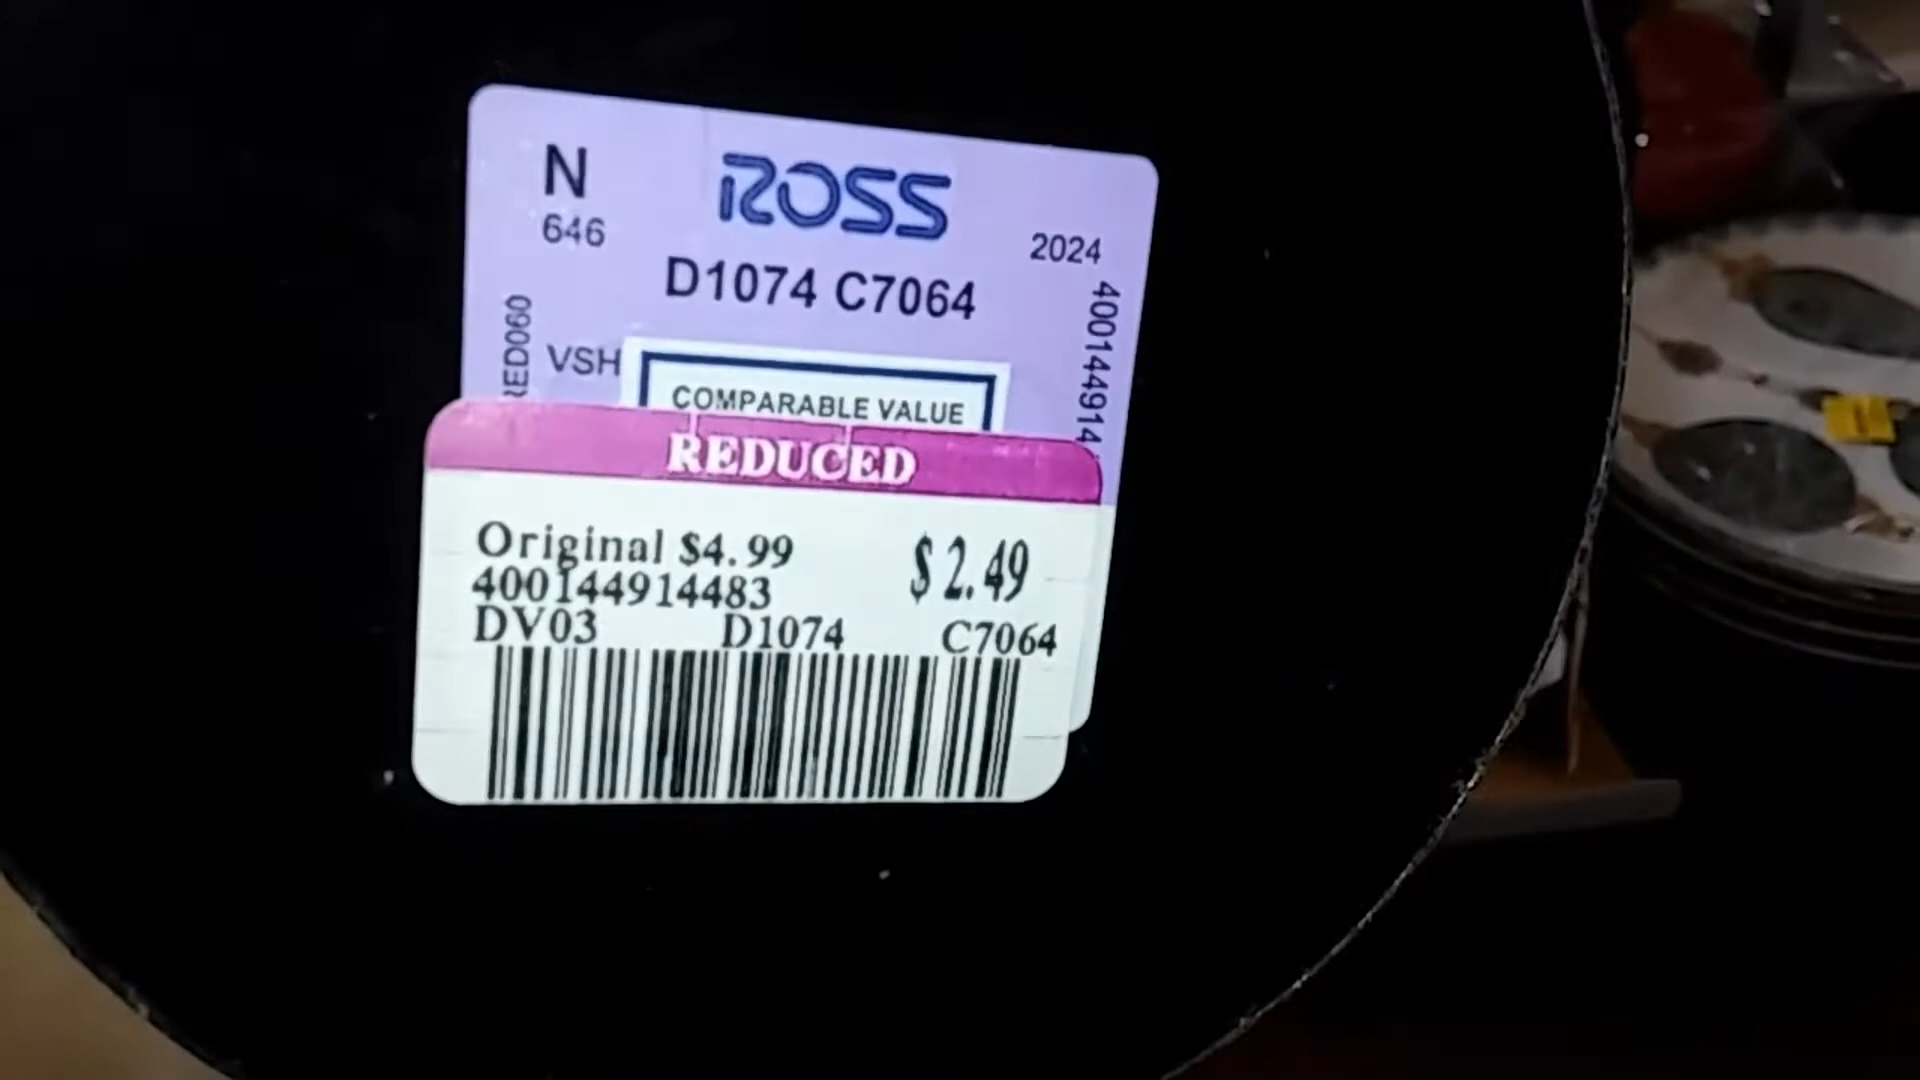 N
ROSS
646
2024
D1074 C7064
RED060
VSH
400144914
COMPARABLE VALUE
REDUCED
Original $4.99
$2.49
400144914483
DV03 D1074 C7064